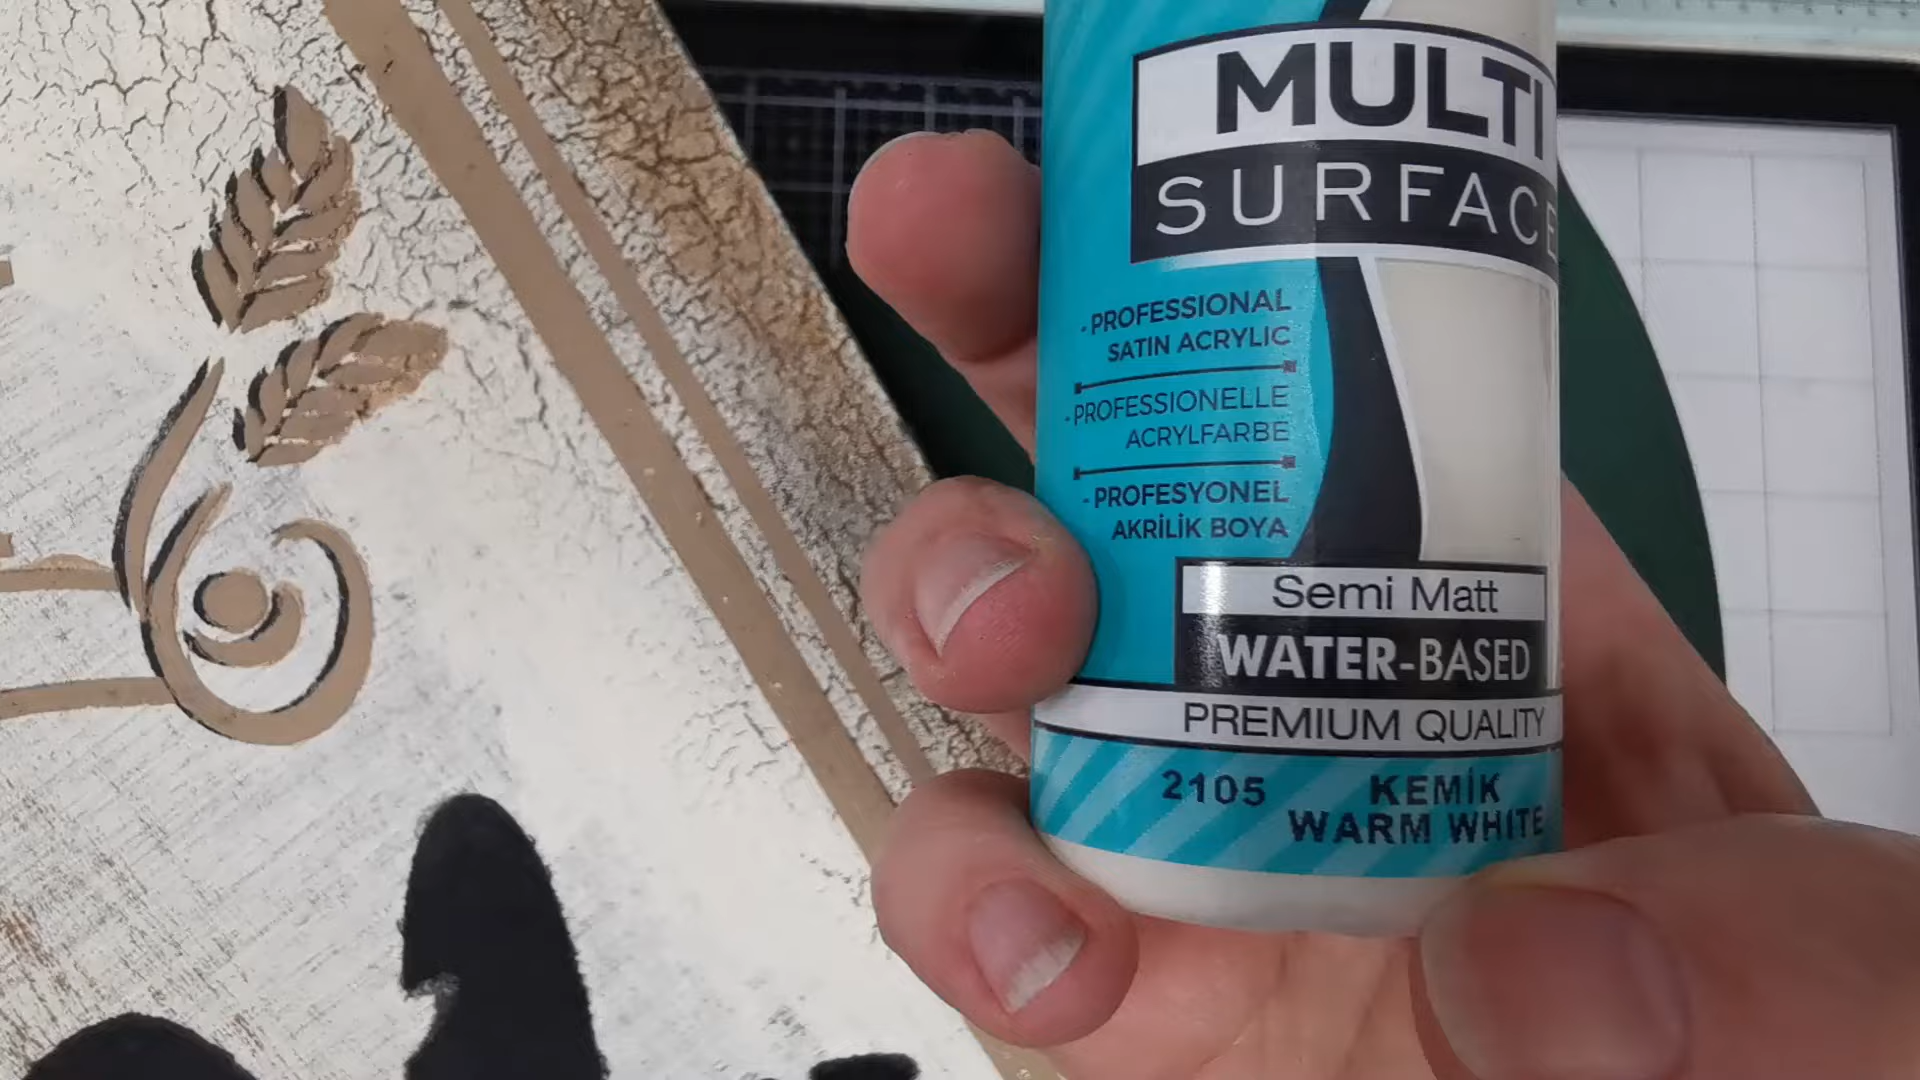 MULTI
SURFACE
- PROFESSIONAL
SATIN ACRYLIC
- PROFESSIONELLE
ACRYLFARBE
- PROFESYONEL
AKRİLİK BOYA
Semi Matt
WATER-BASED
PREMIUM QUALITY
2105 KEMİK
WARM WHITE